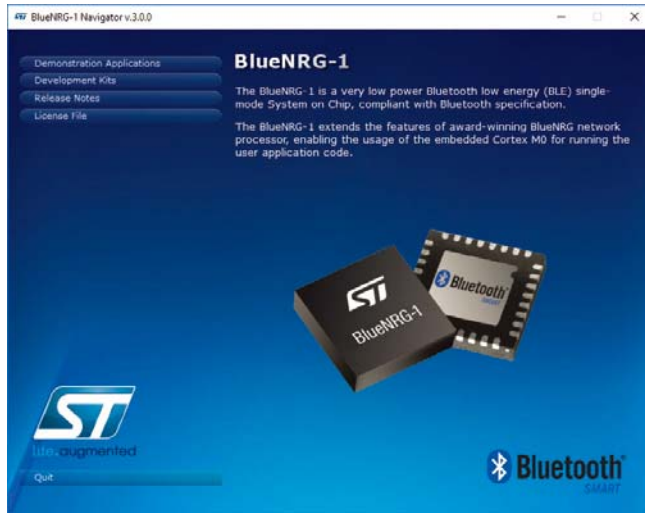 BlueNRG-1 Navigator v.3.0.0
Demonstration Applications
Development Kits
Release Notes
License File
BlueNRG-1
The BlueNRG-1 is a very low power Bluetooth low energy (BLE) single-
mode System on Chip, compliant with Bluetooth specification.
The BlueNRG-1 extends the features of award-winning BlueNRG network
processor, enabling the usage of the embedded Cortex M0 for running the
user application code.
ST
BlueNRG-1
Bluetooth
SMART
ST
life.augmented
Quit
Bluetooth
SMART